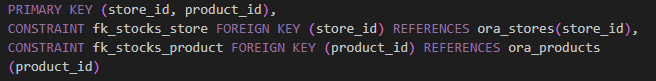 PRIMARY KEY (store_id, product_id),
CONSTRAINT fk_stocks_store FOREIGN KEY (store_id) REFERENCES ora_stores(store_id),
CONSTRAINT fk_stocks_product FOREIGN KEY (product_id) REFERENCES ora_products
(product_id)